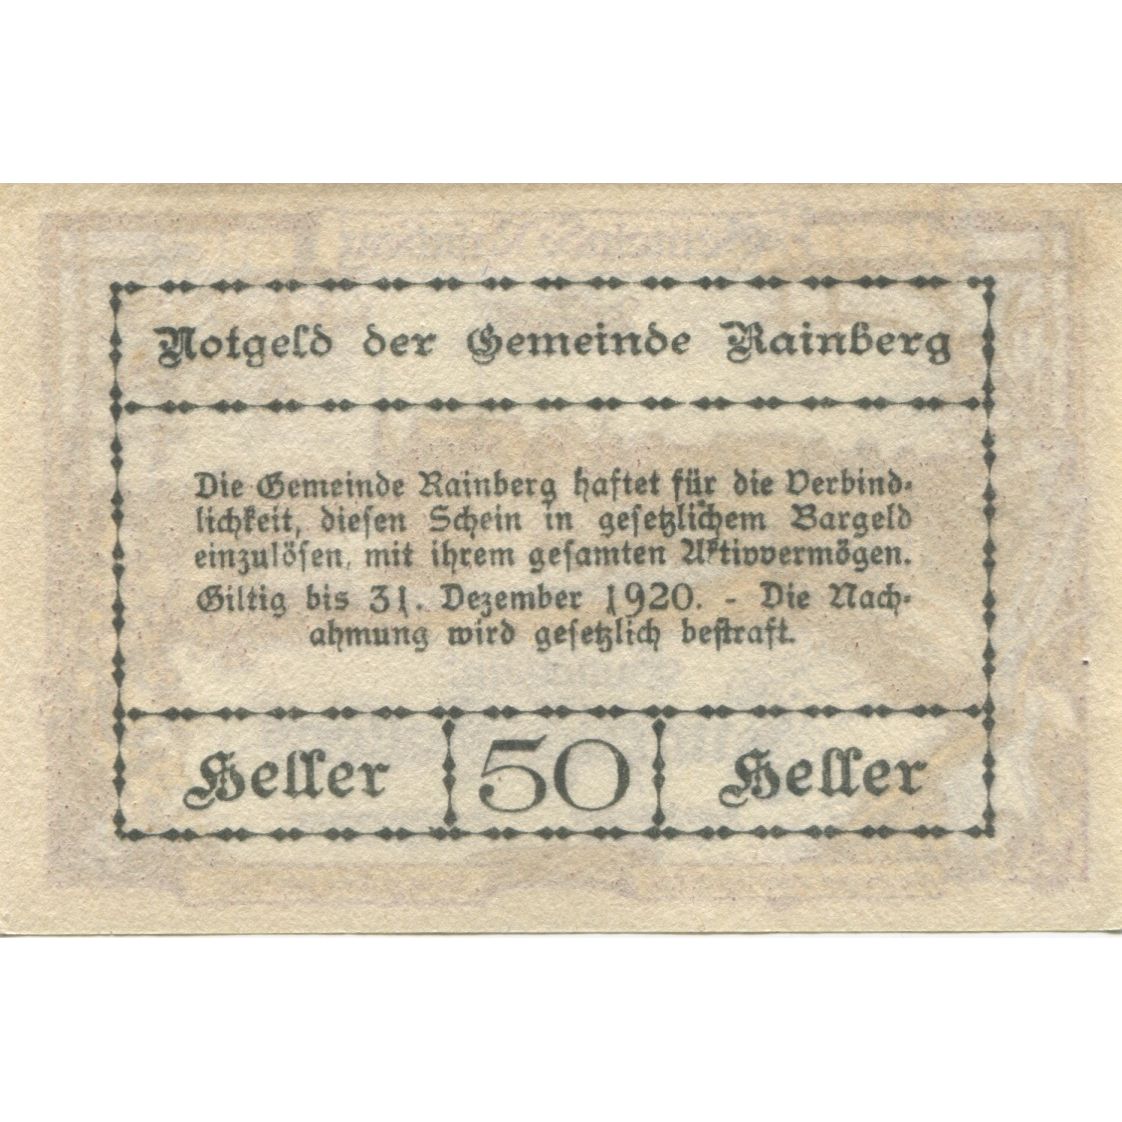 Notgeld der Gemeinde Rainberg
Die Gemeinde Rainberg haftet für die Verbind-
lichkeit, diesen Schein in gesetzlichem Bargeld
einzulösen, mit ihrem gesamten Aktivvermögen.
Giltig bis 31. Dezember 1920. - Die Nach-
ahmung wird gesetzlich bestraft.
Heller 50 Heller